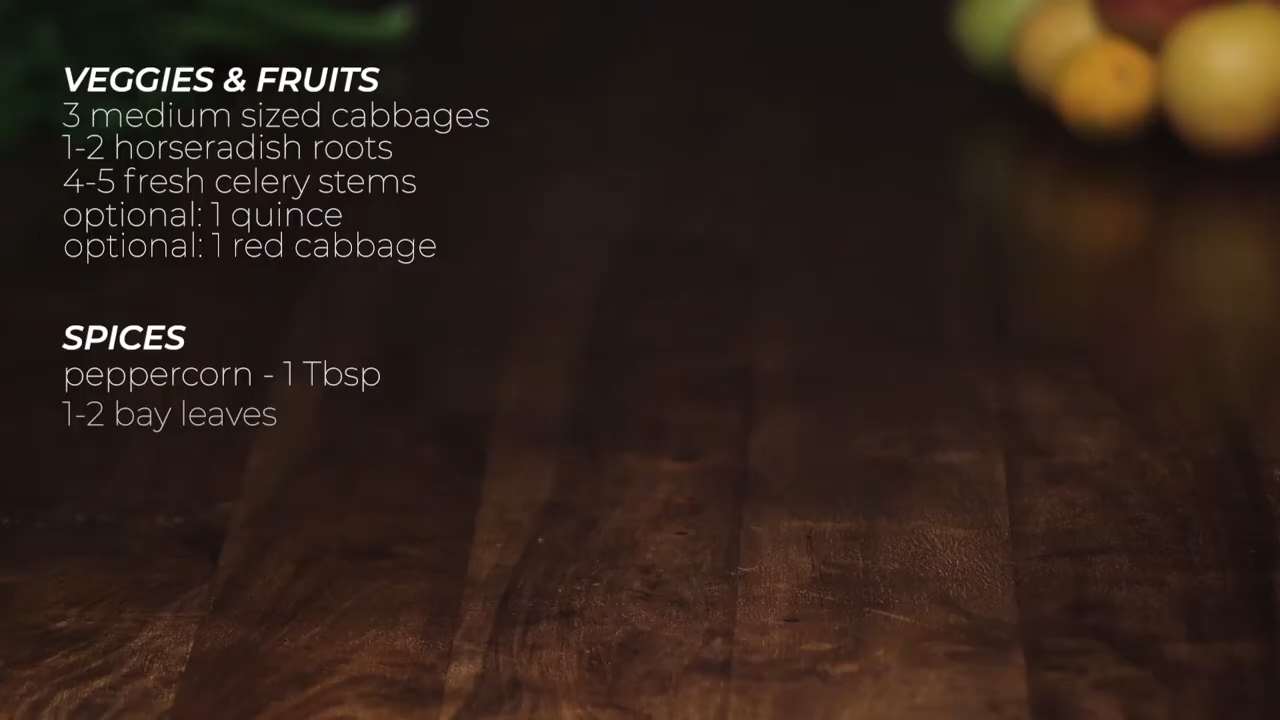 VEGGIES & FRUITS
3 medium sized cabbages
1-2 horseradish roots
4-5 fresh celery stems
optional: 1 quince
optional: 1 red cabbage
SPICES
peppercorn - 1 Tbsp
1-2 bay leaves